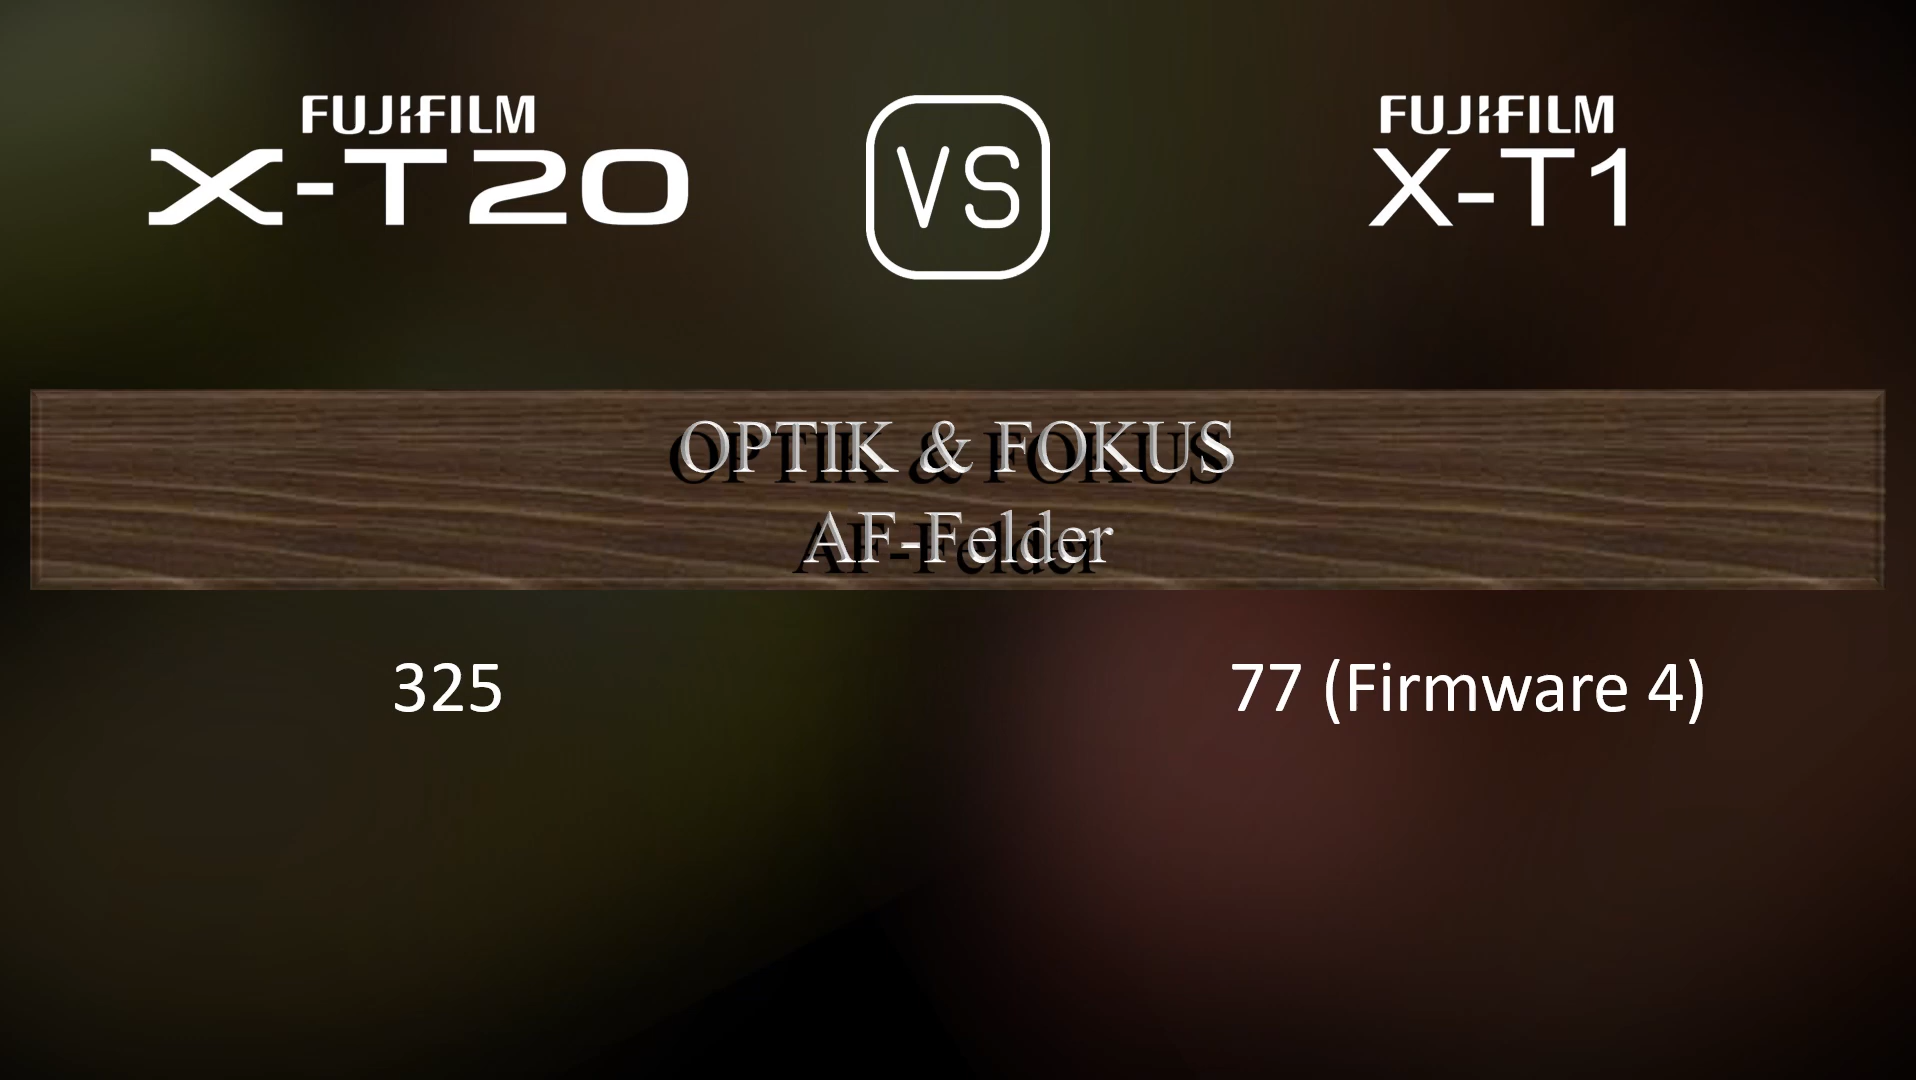 FUJIFILM
X-T20
VS
FUJIFILM
X-T1
OPTIK & FOKUS
AF-Felder
325
77 (Firmware 4)